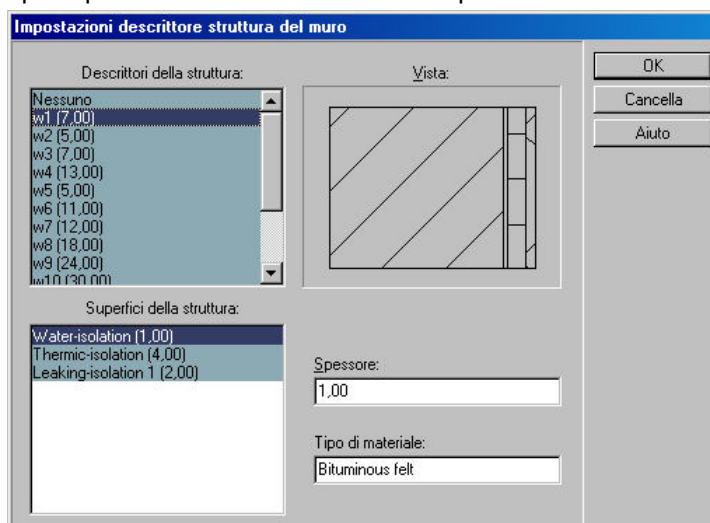 Impostazioni descrittore struttura del muro
Descrittori della struttura:
Nessuno
w1 (7,00)
w2 (5,00)
w3 (7,00)
w4 (13,00)
w5 (5,00)
w6 (11,00)
w7 (12,00)
w8 (18,00)
w9 (24,00)
w10 (30,00)
Vista:
OK
Cancella
Aiuto
Superfici della struttura:
Water-isolation (1,00)
Thermic-isolation (4,00)
Leaking-isolation 1 (2,00)
Spessore:
1,00
Tipo di materiale:
Bituminous felt